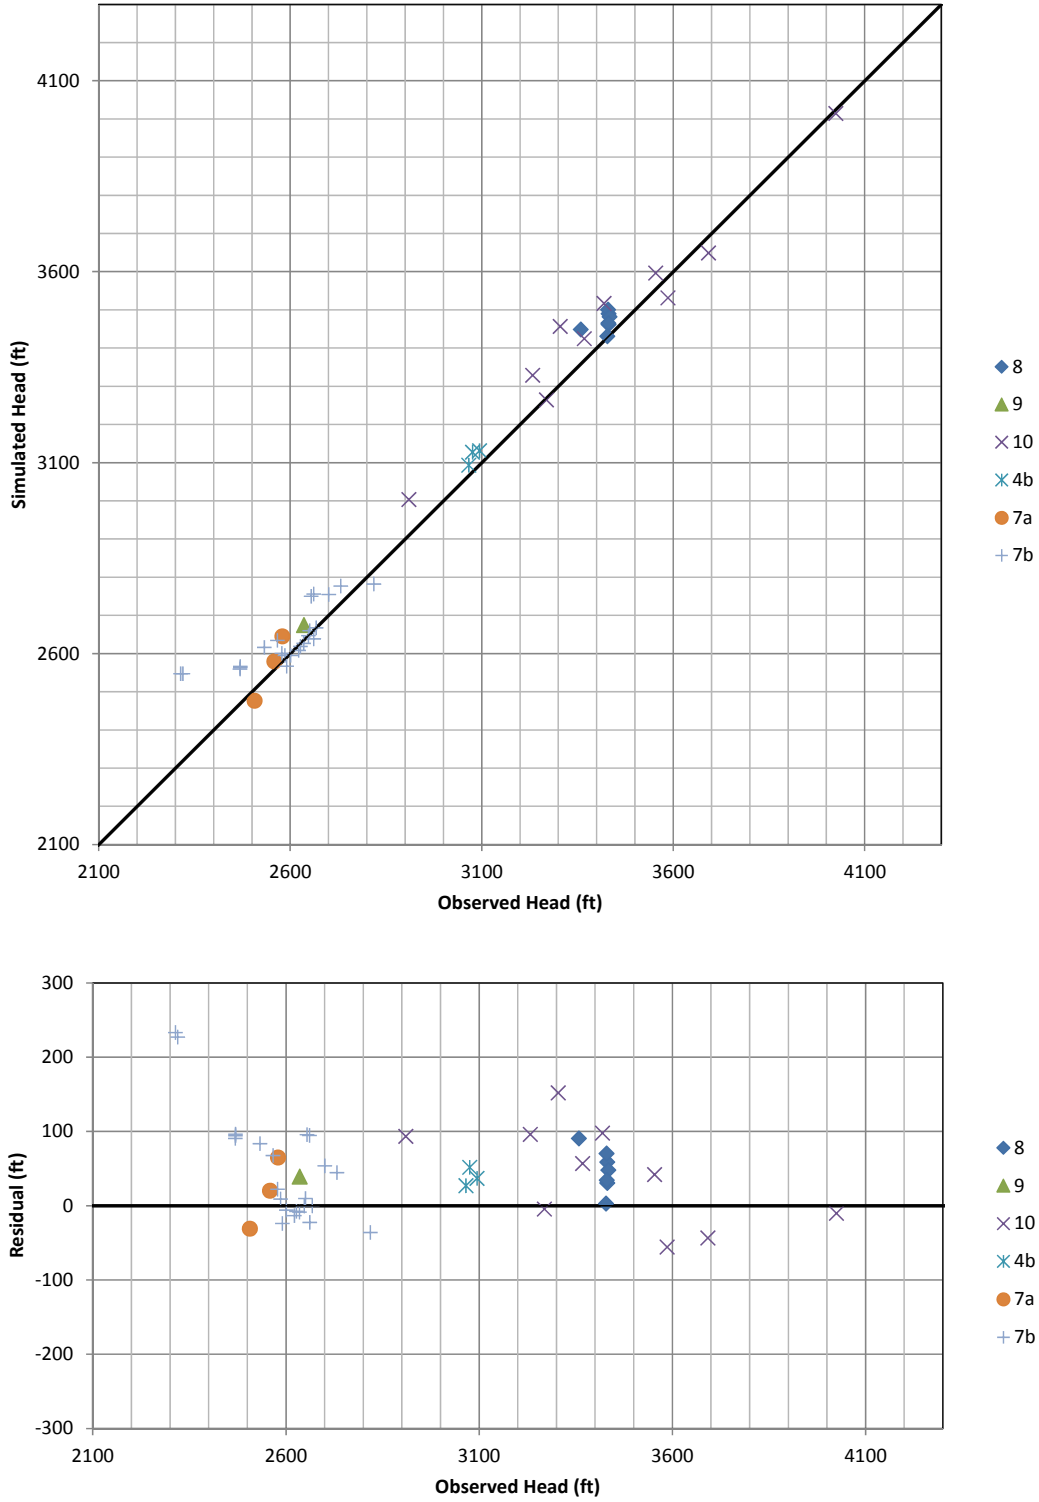 4100
3600
3100
2600
2100
Simulated Head (ft)
2100 2600 3100 3600 4100
Observed Head (ft)
8
9
10
4b
7a
7b
300
200
100
0
-100
-200
-300
Residual (ft)
2100 2600 3100 3600 4100
Observed Head (ft)
8
9
10
4b
7a
7b